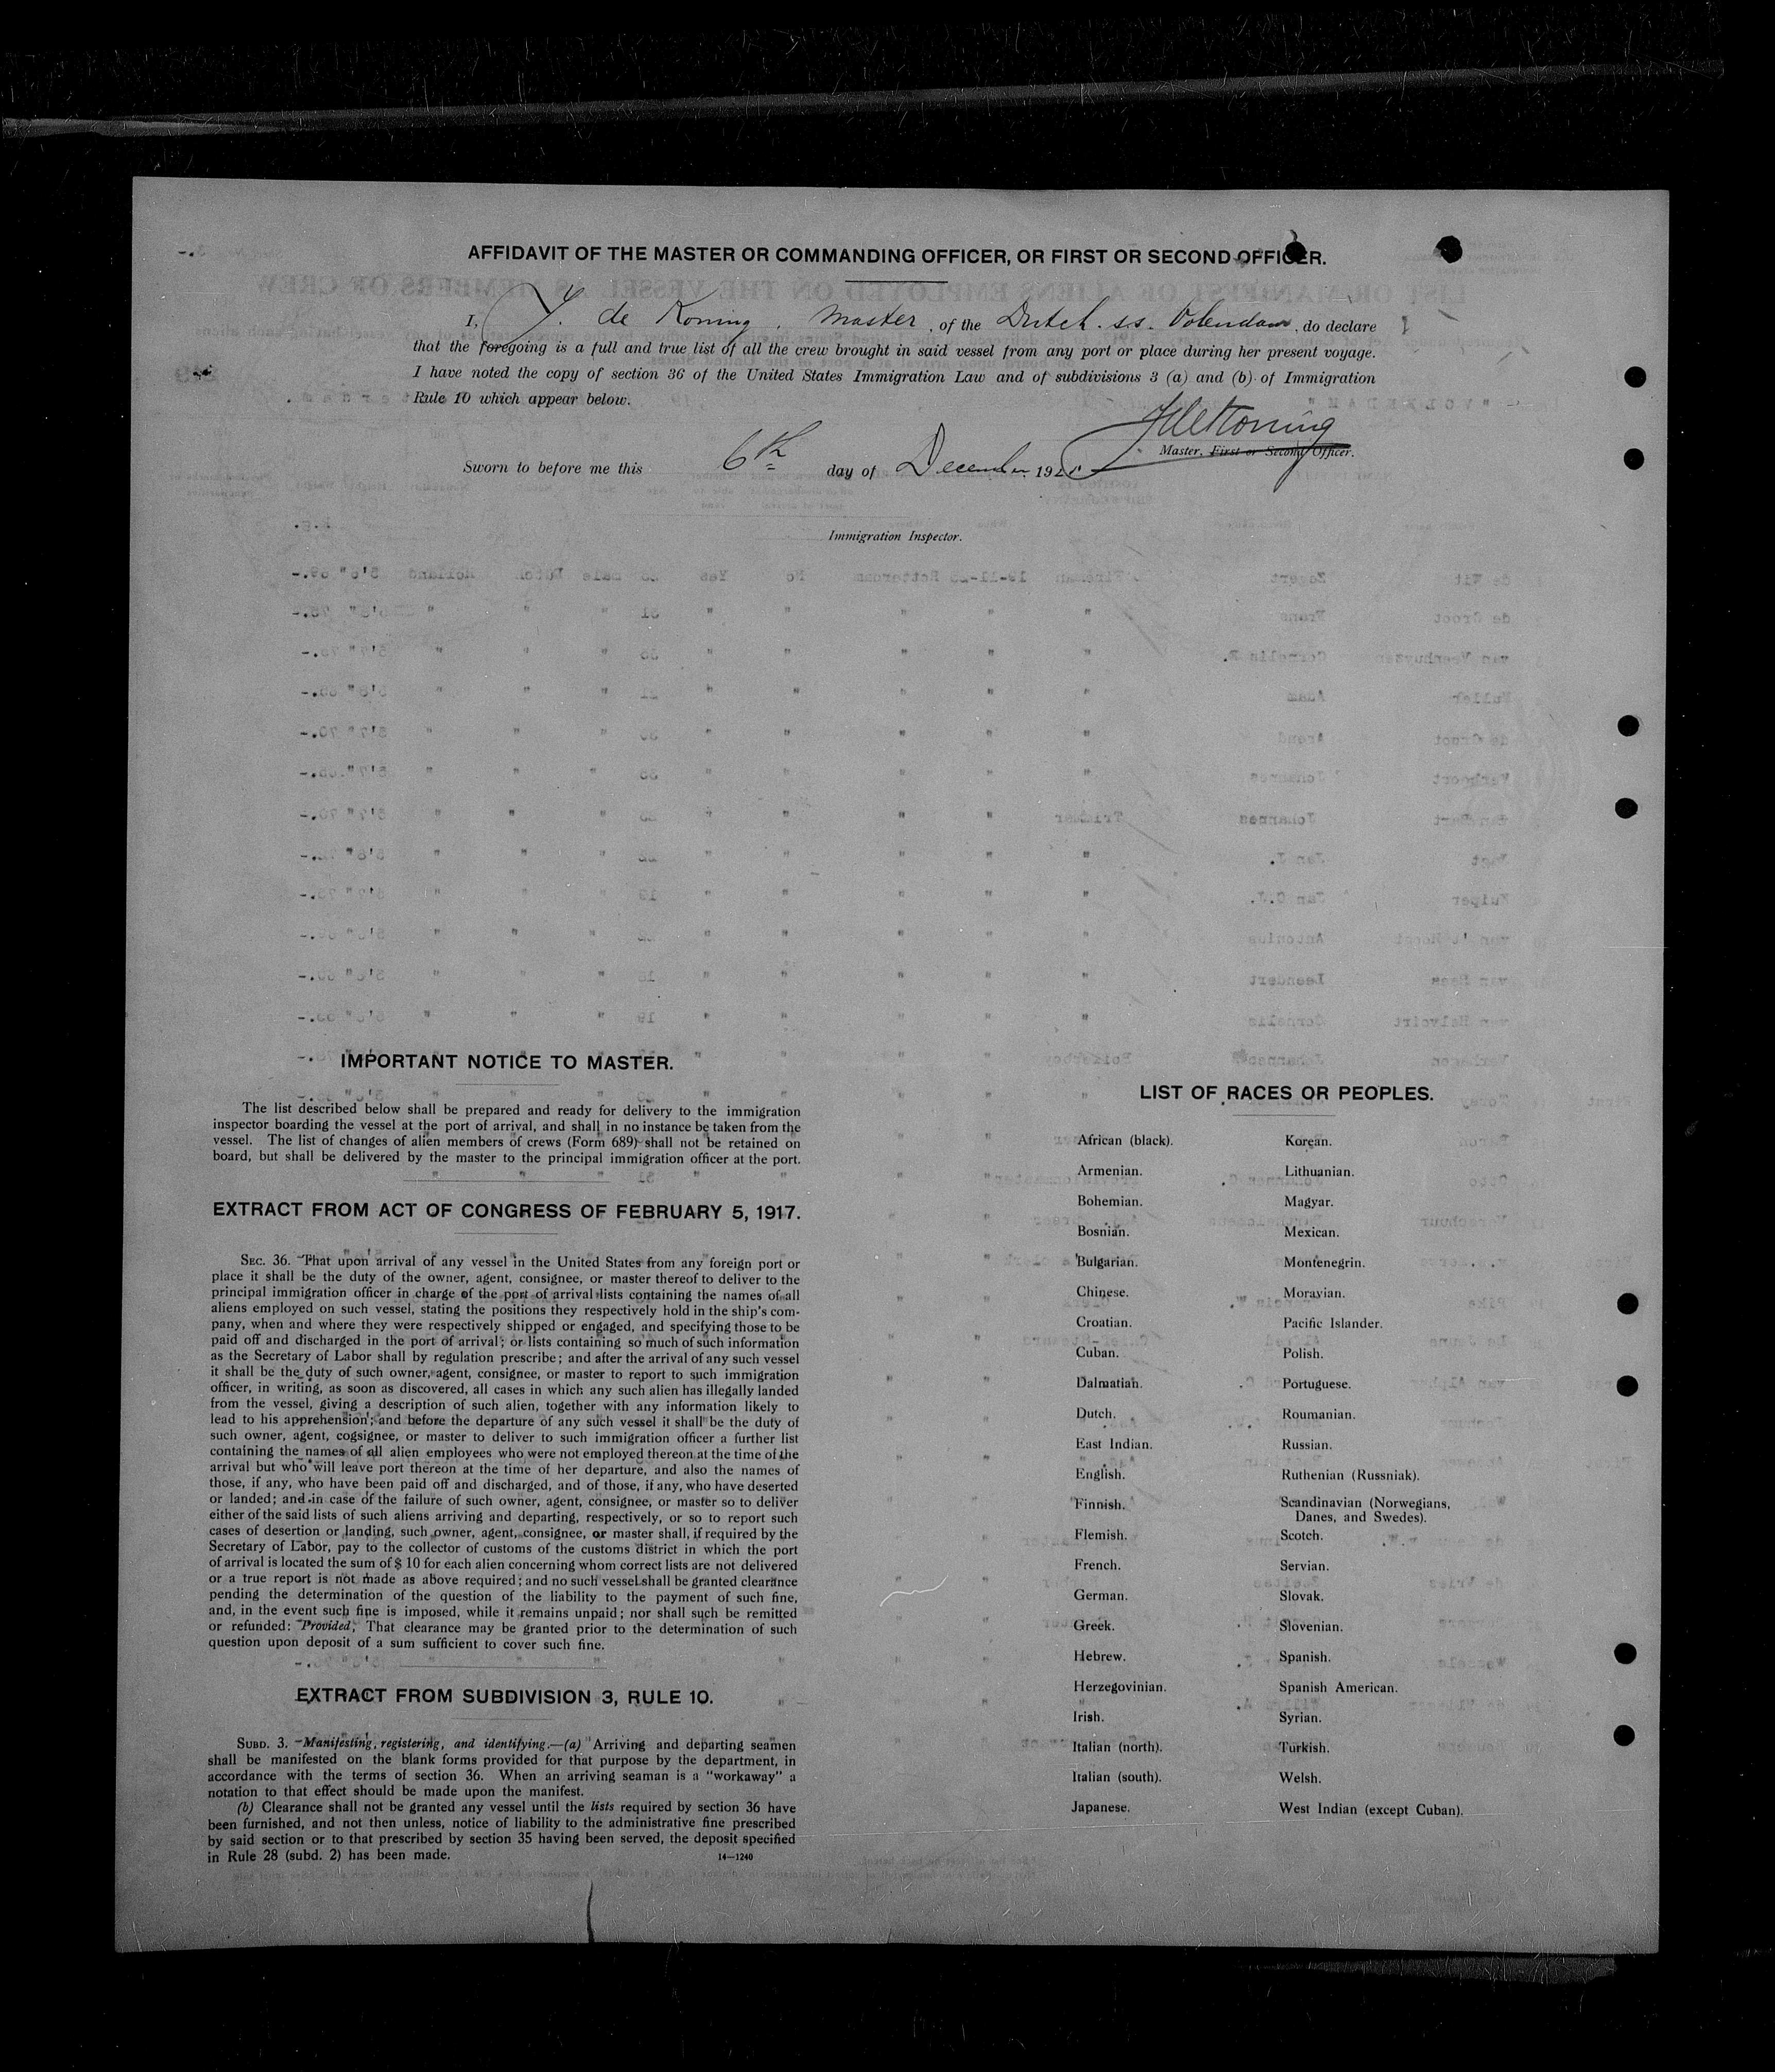 AFFIDAVIT OF THE MASTER OR COMMANDING OFFICER, OR FIRST OR SECOND OFFICER.
I, de Koning, Master, of the Dutch s.s. Volendam, do declare
that the foregoing is a full and true list of all the crew brought in said vessel from any port or place during her present voyage.
I have noted the copy of section 36 of the United States Immigration Law and of subdivisions 3 (a) and (b) of Immigration
Rule 10 which appear below.
de Koning
Master, First or Second Officer.
Sworn to before me this 6th day of December 192
Immigration Inspector.
IMPORTANT NOTICE TO MASTER.
The list described below shall be prepared and ready for delivery to the immigration
inspector boarding the vessel at the port of arrival, and shall in no instance be taken from the
vessel. The list of changes of alien members of crews (Form 689) shall not be retained on
board, but shall be delivered by the master to the principal immigration officer at the port.
EXTRACT FROM ACT OF CONGRESS OF FEBRUARY 5, 1917.
SEC. 36. That upon arrival of any vessel in the United States from any foreign port or
place it shall be the duty of the owner, agent, consignee, or master thereof to deliver to the
principal immigration officer in charge of the port of arrival lists containing the names of all
aliens employed on such vessel, stating the positions they respectively hold in the ship's com-
pany, when and where they were respectively shipped or engaged, and specifying those to be
paid off and discharged in the port of arrival; or lists containing so much of such information
as the Secretary of Labor shall by regulation prescribe; and after the arrival of any such vessel
it shall be the duty of such owner, agent, consignee, or master to report to such immigration
officer, in writing, as soon as discovered, all cases in which any such alien has illegally landed
from the vessel, giving a description of such alien, together with any information likely to
lead to his apprehension; and before the departure of any such vessel it shall be the duty of
such owner, agent, cogsignee, or master to deliver to such immigration officer a further list
containing the names of all alien employees who were not employed thereon at the time of the
arrival but who will leave port thereon at the time of her departure, and also the names of
those, if any, who have been paid off and discharged, and of those, if any, who have deserted
or landed; and in case of the failure of such owner, agent, consignee, or master so to deliver
either of the said lists of such aliens arriving and departing, respectively, or so to report such
cases of desertion or landing, such owner, agent, consignee, or master shall, if required by the
Secretary of Labor, pay to the collector of customs of the customs district in which the port
of arrival is located the sum of $ 10 for each alien concerning whom correct lists are not delivered
or a true report is not made as above required; and no such vessel shall be granted clearance
pending the determination of the question of the liability to the payment of such fine,
and, in the event such fine is imposed, while it remains unpaid; nor shall such be remitted
or refunded: Provided, That clearance may be granted prior to the determination of such
question upon deposit of a sum sufficient to cover such fine.
EXTRACT FROM SUBDIVISION 3, RULE 10.
SUBD. 3. Manifesting, registering, and identifying.—(a) Arriving and departing seamen
shall be manifested on the blank forms provided for that purpose by the department, in
accordance with the terms of section 36. When an arriving seaman is a "workaway" a
notation to that effect should be made upon the manifest.
(b) Clearance shall not be granted any vessel until the lists required by section 36 have
been furnished, and not then unless, notice of liability to the administrative fine prescribed
by said section or to that prescribed by section 35 having been served, the deposit specified
in Rule 28 (subd. 2) has been made.
14—1240
LIST OF RACES OR PEOPLES.
African (black).
Armenian.
Bohemian.
Bosnian.
Bulgarian.
Chinese.
Croatian.
Cuban.
Dalmatian.
Dutch.
East Indian.
English.
Finnish.
Flemish.
French.
German.
Greek.
Hebrew.
Herzegovinian.
Irish.
Italian (north).
Italian (south).
Japanese.
Korean.
Lithuanian.
Magyar.
Mexican.
Montenegrin.
Moravian.
Pacific Islander.
Polish.
Portuguese.
Roumanian.
Russian.
Ruthenian (Russniak).
Scandinavian (Norwegians,
Danes, and Swedes).
Scotch.
Servian.
Slovak.
Slovenian.
Spanish.
Spanish American.
Syrian.
Turkish.
Welsh.
West Indian (except Cuban).